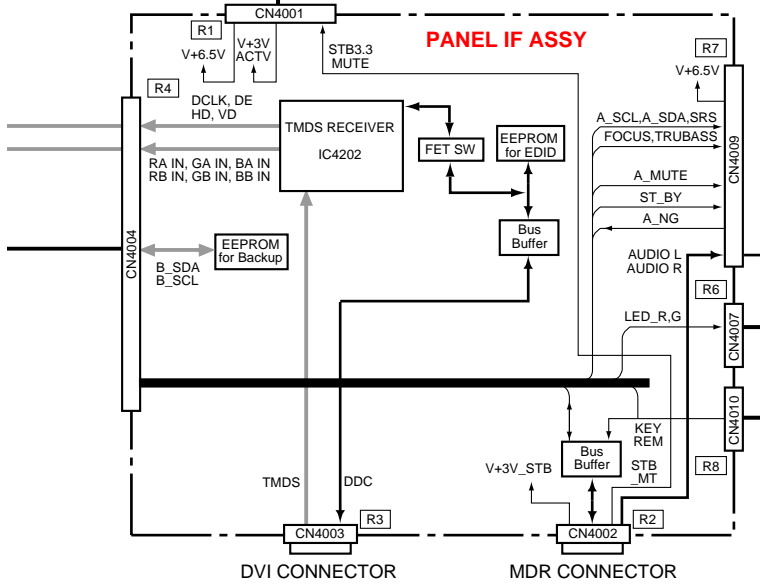 CN4001
PANEL IF ASSY
R1
V+3V
ACTV
V+6.5V
STB3.3
MUTE
R7
V+6.5V
R4
DCLK, DE
HD, VD
TMDS RECEIVER
IC4202
RA IN, GA IN, BA IN
RB IN, GB IN, BB IN
FET SW
EEPROM
for EDID
A_SCL,A_SDA,SRS
FOCUS,TRUBASS
CN4009
A_MUTE
ST_BY
A_NG
Bus
Buffer
CN4004
EEPROM
for Backup
B_SDA
B_SCL
AUDIO L
AUDIO R
R6
LED_R,G
CN4007
CN4010
KEY
REM
Bus
Buffer
R8
V+3V_STB
STB
_MT
TMDS
DDC
R3
CN4003
DVI CONNECTOR
CN4002
R2
MDR CONNECTOR